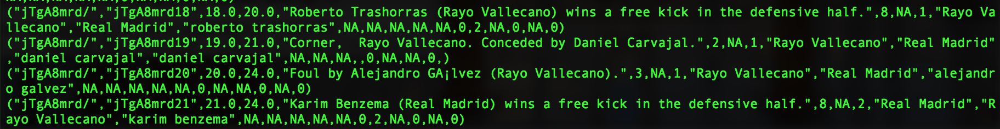 ("jTgA8mrd/","jTgA8mrd18",18.0,20.0,"Roberto Trashorras (Rayo Vallecano) wins a free kick in the defensive half.",8,NA,1,"Rayo Va
llecano","Real Madrid","roberto trashorras",NA,NA,NA,NA,NA,0,2,NA,0,NA,0)
("jTgA8mrd/","jTgA8mrd19",19.0,21.0,"Corner,  Rayo Vallecano. Conceded by Daniel Carvajal.",2,NA,1,"Rayo Vallecano","Real Madrid"
,"daniel carvajal","daniel carvajal",NA,NA,NA,,0,NA,NA,0,)
("jTgA8mrd/","jTgA8mrd20",20.0,24.0,"Foul by Alejandro GA¡lvez (Rayo Vallecano).",3,NA,1,"Rayo Vallecano","Real Madrid","alejandr
o galvez",NA,NA,NA,NA,NA,0,NA,NA,0,NA,0)
("jTgA8mrd/","jTgA8mrd21",21.0,24.0,"Karim Benzema (Real Madrid) wins a free kick in the defensive half.",8,NA,2,"Real Madrid","R
ayo Vallecano","karim benzema",NA,NA,NA,NA,NA,0,2,NA,0,NA,0)